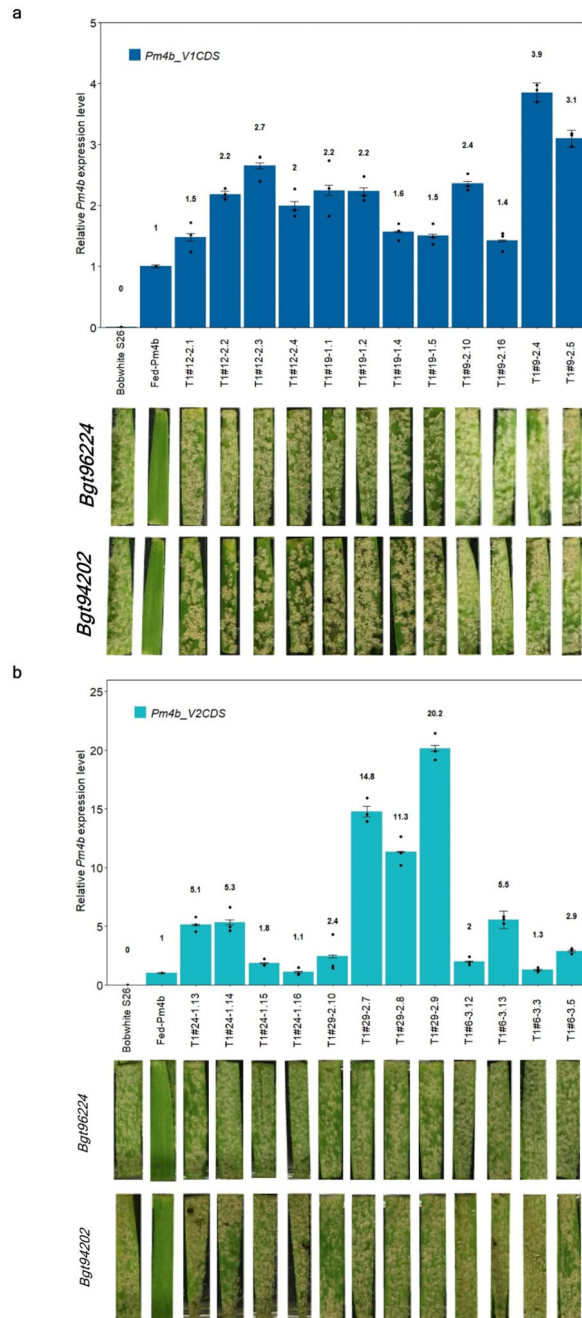 a
Pm4b_V1CDS
Relative Pm4b expression level
5
4
3
2
1
0
0
1
1.5
2.2
2.7
2
2.2
2.2
1.6
1.5
2.4
1.4
3.9
3.1
Bobwhite S26
Fed-Pm4b
T1#12-2.1
T1#12-2.2
T1#12-2.3
T1#12-2.4
T1#19-1.1
T1#19-1.2
T1#19-1.4
T1#19-1.5
T1#9-2.10
T1#9-2.16
T1#9-2.4
T1#9-2.5
Bgt96224
Bgt94202
b
Pm4b_V2CDS
Relative Pm4b expression level
25
20
15
10
5
0
0
1
5.1
5.3
1.8
1.1
2.4
14.8
11.3
20.2
2
5.5
1.3
2.9
Bobwhite S26
Fed-Pm4b
T1#24-1.13
T1#24-1.14
T1#24-1.15
T1#24-1.16
T1#29-2.10
T1#29-2.7
T1#29-2.8
T1#29-2.9
T1#6-3.12
T1#6-3.13
T1#6-3.3
T1#6-3.5
Bgt96224
Bgt94202